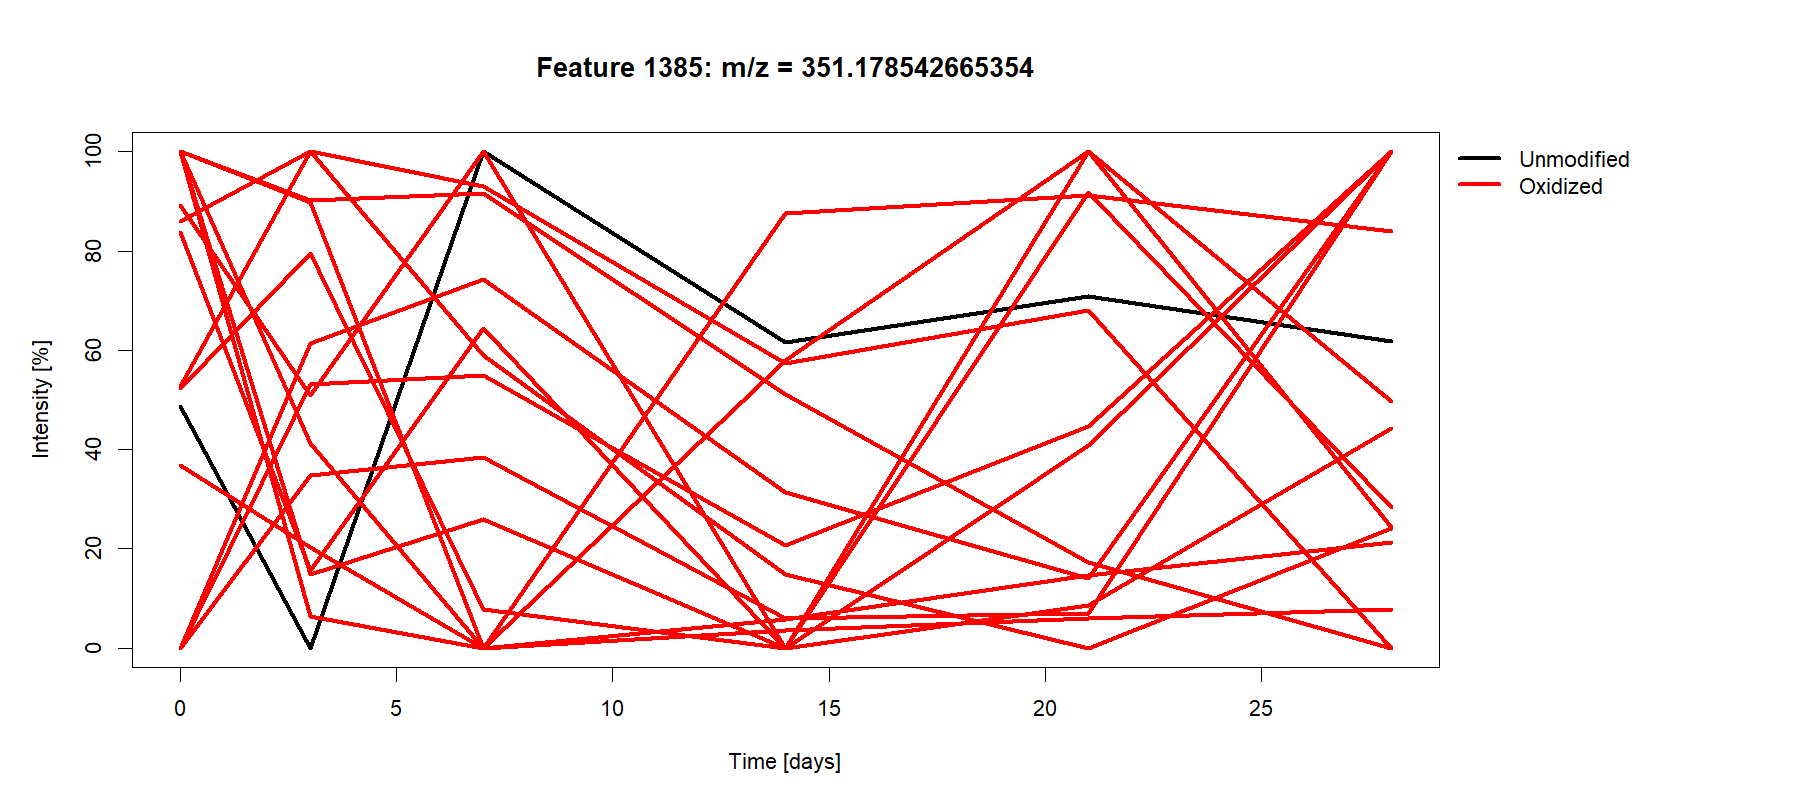 Feature 1385: m/z = 351.178542665354
Unmodified
Oxidized
Intensity [%]
100
80
60
40
20
0
0 5 10 15 20 25
Time [days]